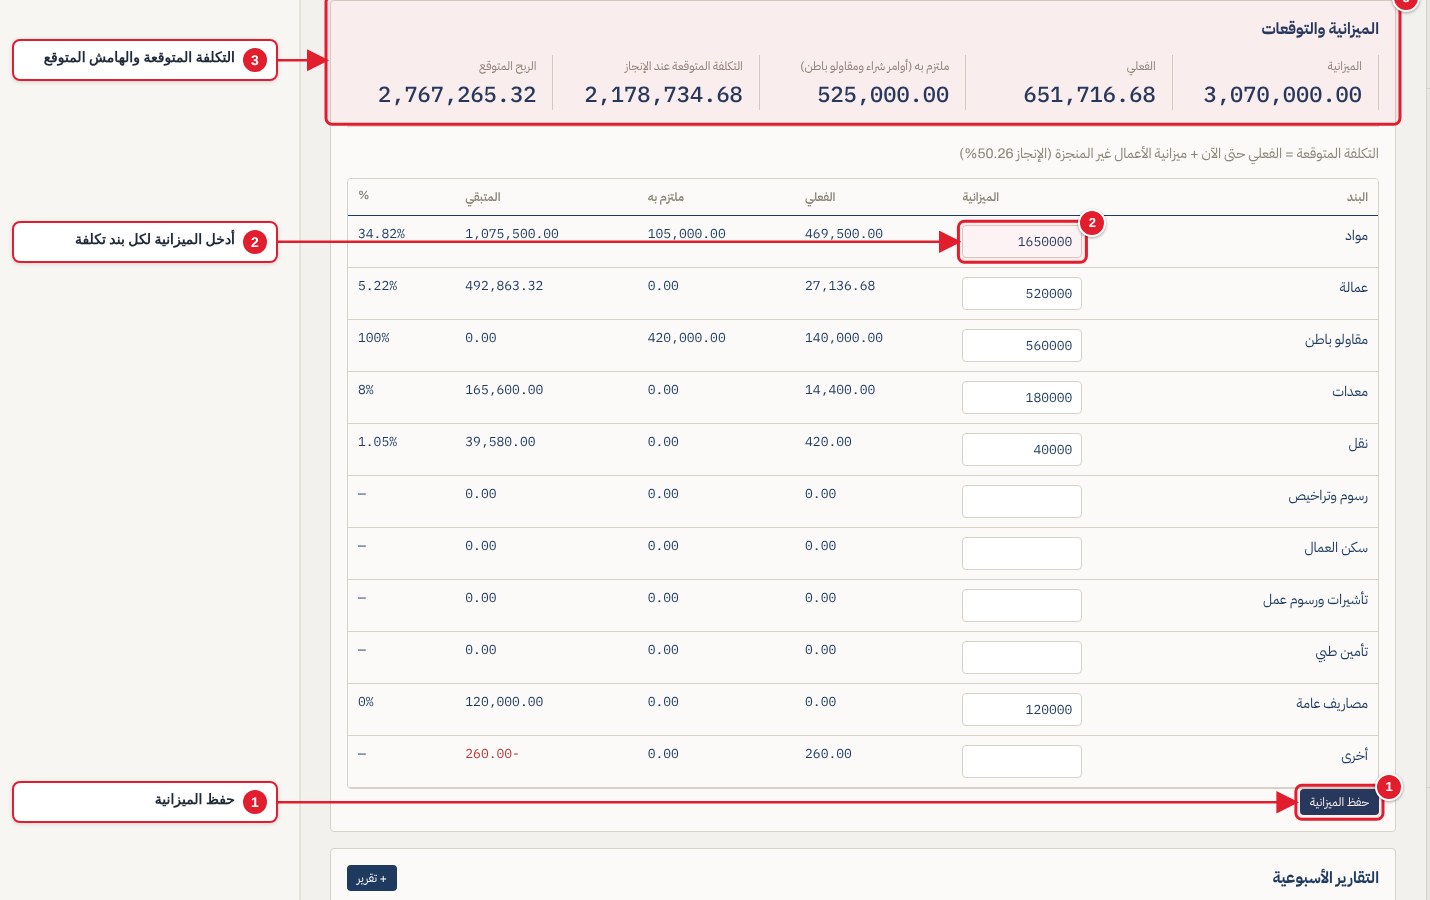 الميزانية والتوقعات
الميزانية
3,070,000.00
الفعلي
651,716.68
ملتزم به (أوامر شراء ومقاولو باطن)
525,000.00
التكلفة المتوقعة عند الإنجاز
2,178,734.68
الربح المتوقع
2,767,265.32
3 التكلفة المتوقعة والهامش المتوقع
التكلفة المتوقعة = الفعلي حتى الآن + ميزانية الأعمال غير المنجزة (الإنجاز 50.26%)
البند الميزانية الفعلي ملتزم به المتبقي %
2
مواد 1650000 469,500.00 105,000.00 1,075,500.00 34.82%
2 أدخل الميزانية لكل بند تكلفة
عمالة 520000 27,136.68 0.00 492,863.32 5.22%
مقاولو باطن 560000 140,000.00 420,000.00 0.00 100%
معدات 180000 14,400.00 0.00 165,600.00 8%
نقل 40000 420.00 0.00 39,580.00 1.05%
رسوم وتراخيص 0.00 0.00 0.00 —
سكن العمال 0.00 0.00 0.00 —
تأشيرات ورسوم عمل 0.00 0.00 0.00 —
تأمين طبي 0.00 0.00 0.00 —
مصاريف عامة 120000 0.00 0.00 120,000.00 0%
أخرى 260.00 0.00 260.00- —
1
حفظ الميزانية
1 حفظ الميزانية
التقارير الأسبوعية
+ تقرير